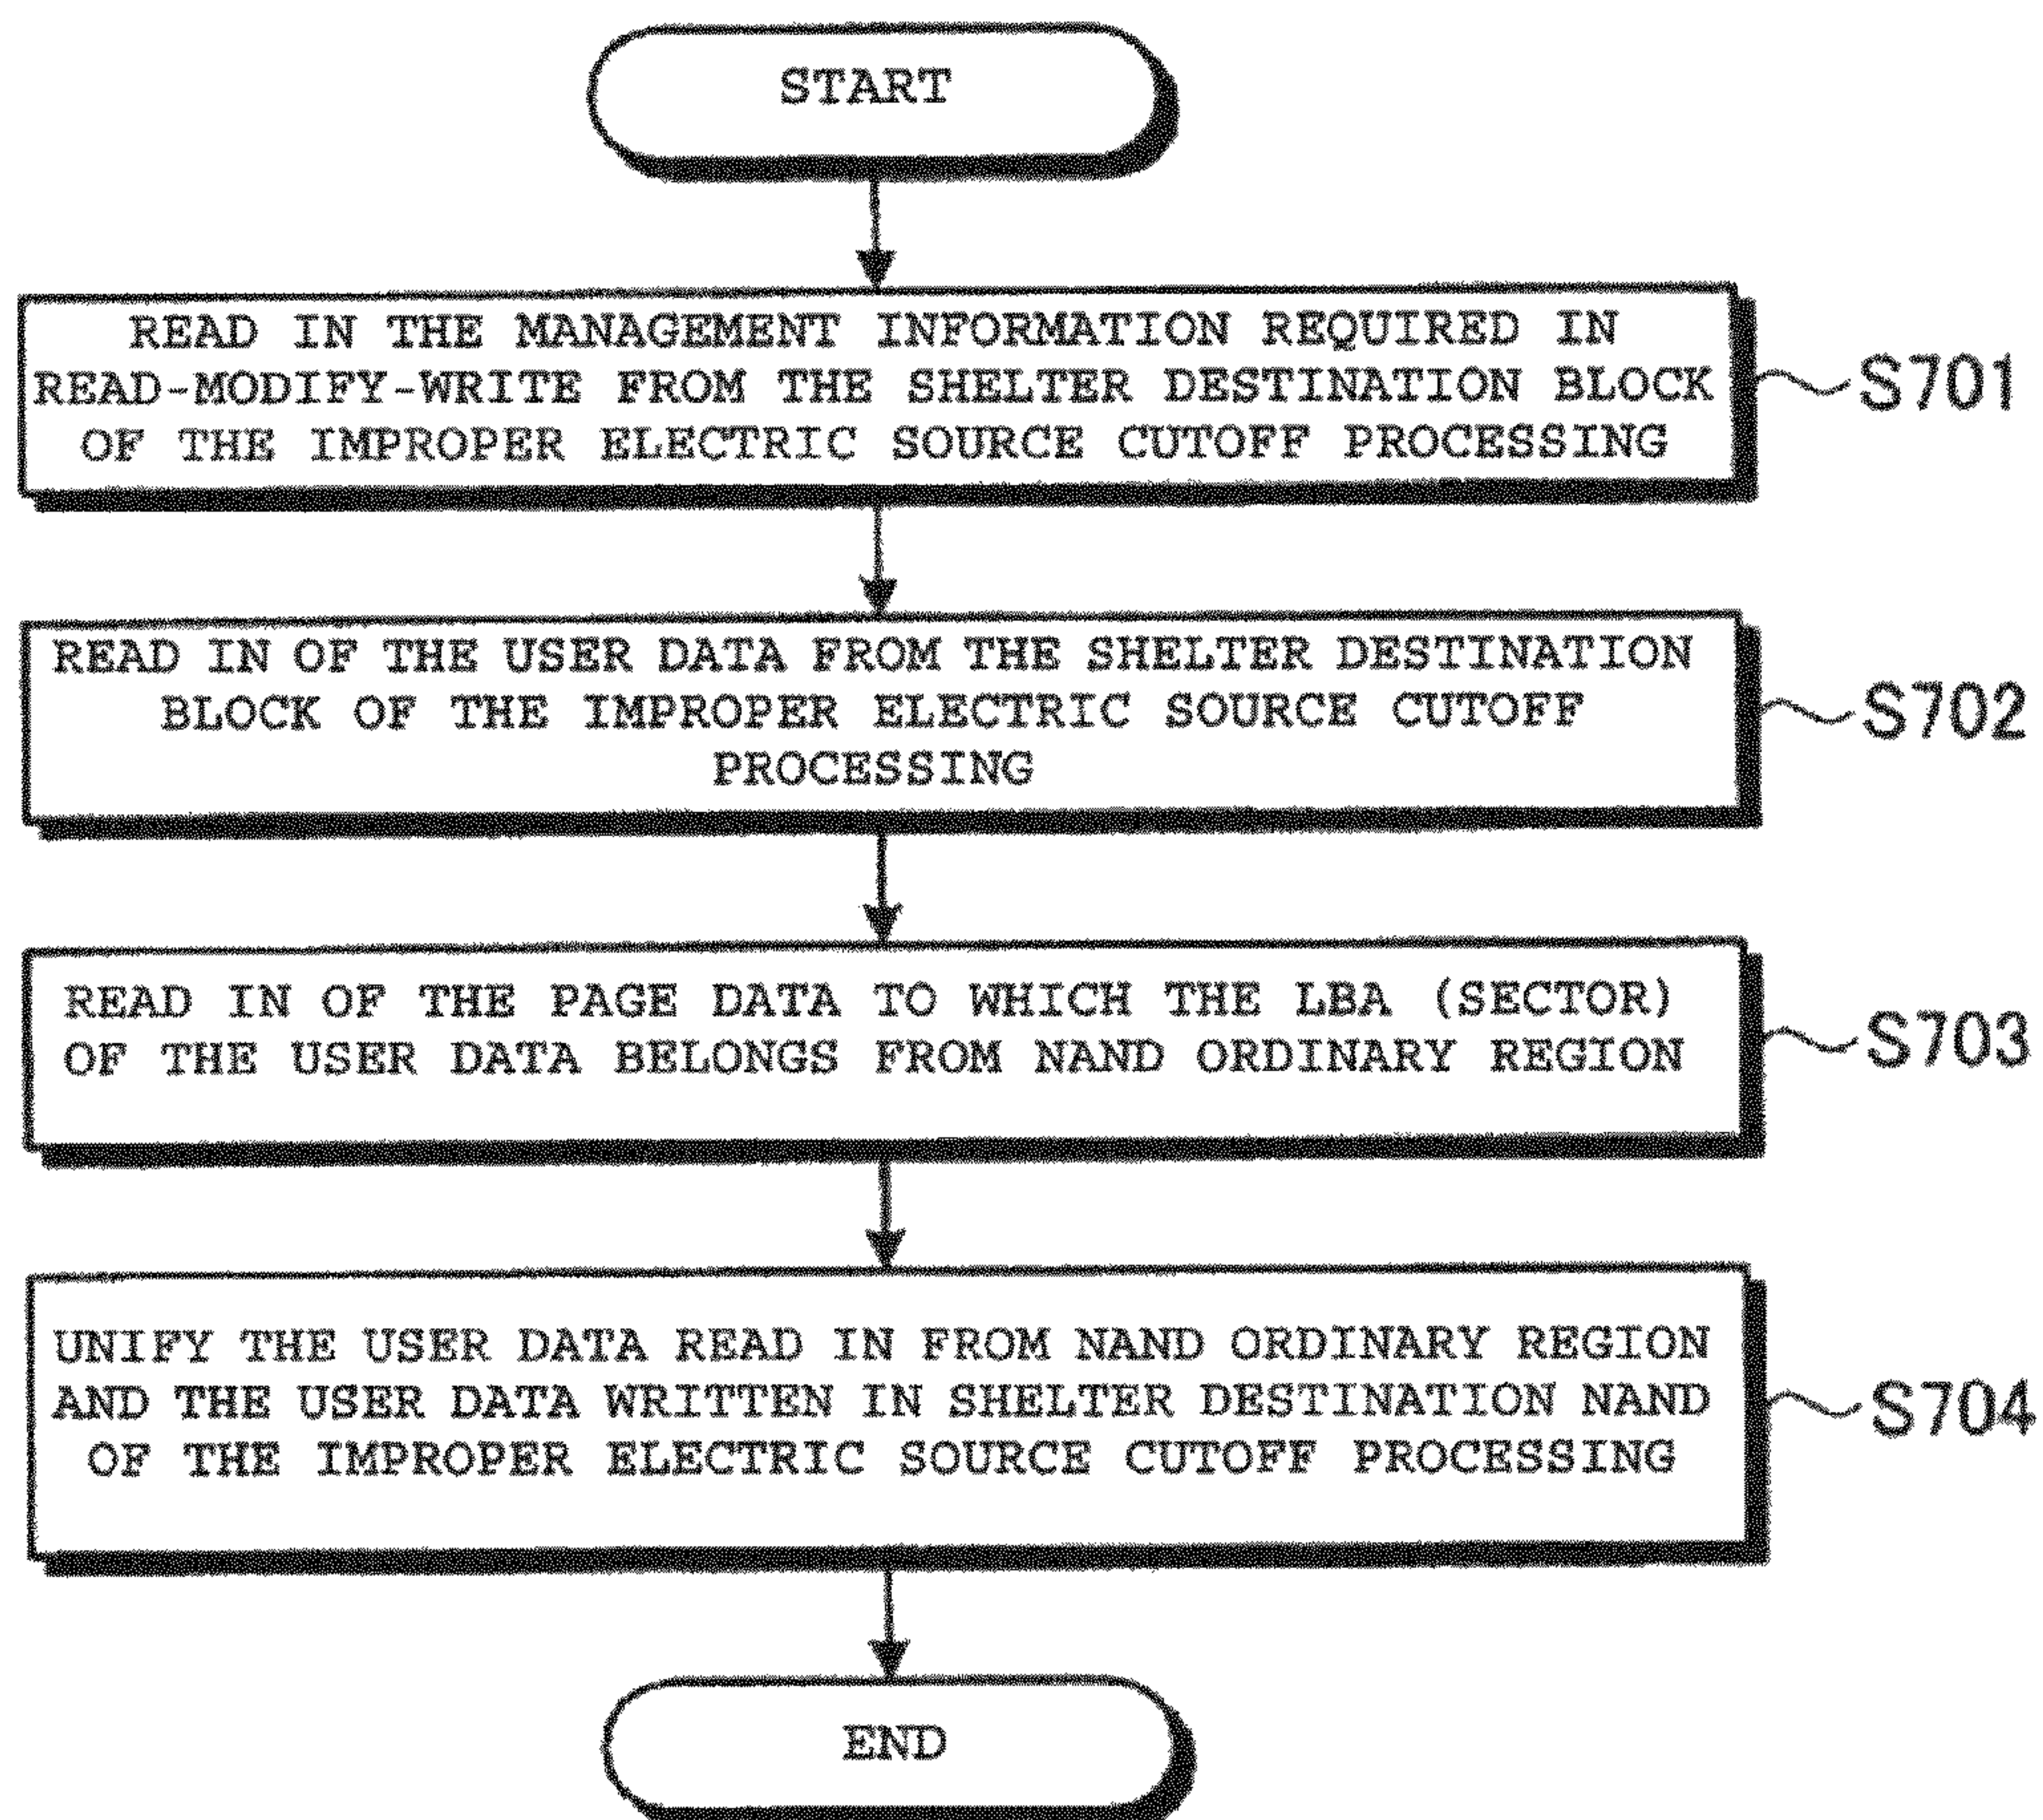 START
READ IN THE MANAGEMENT INFORMATION REQUIRED IN
READ-MODIFY-WRITE FROM THE SHELTER DESTINATION BLOCK
OF THE IMPROPER ELECTRIC SOURCE CUTOFF PROCESSING
S701
READ IN OF THE USER DATA FROM THE SHELTER DESTINATION
BLOCK OF THE IMPROPER ELECTRIC SOURCE CUTOFF
PROCESSING
S702
READ IN OF THE PAGE DATA TO WHICH THE LBA (SECTOR)
OF THE USER DATA BELONGS FROM NAND ORDINARY REGION
S703
UNIFY THE USER DATA READ IN FROM NAND ORDINARY REGION
AND THE USER DATA WRITTEN IN SHELTER DESTINATION NAND
OF THE IMPROPER ELECTRIC SOURCE CUTOFF PROCESSING
S704
END